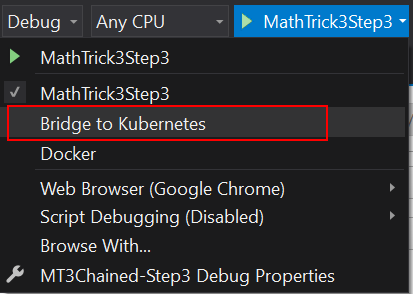 Debug Any CPU MathTrick3Step3
MathTrick3Step3
MathTrick3Step3
Bridge to Kubernetes
Docker
Web Browser (Google Chrome)
Script Debugging (Disabled)
Browse With...
MT3Chained-Step3 Debug Properties